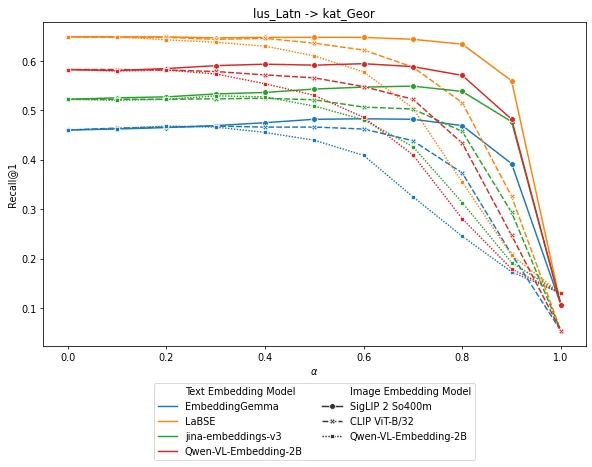 lus_Latn -> kat_Geor
Recall@1
0.6
0.5
0.4
0.3
0.2
0.1
0.0
0.2
0.4
0.6
0.8
1.0
α
Text Embedding Model
EmbeddingGemma
LaBSE
jina-embeddings-v3
Qwen-VL-Embedding-2B
Image Embedding Model
SigLIP 2 So400m
CLIP ViT-B/32
Qwen-VL-Embedding-2B